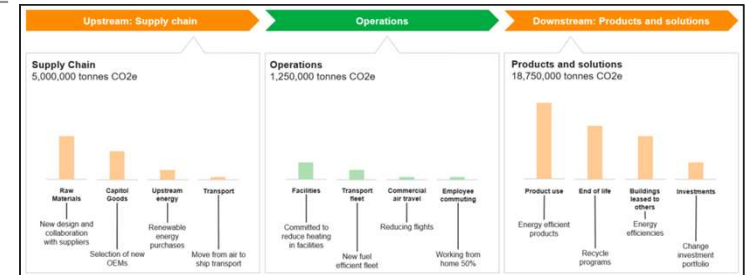 Upstream: Supply chain
Operations
Downstream: Products and solutions
Supply Chain
5,000,000 tonnes CO2e
Operations
1,250,000 tonnes CO2e
Products and solutions
18,750,000 tonnes CO2e
Raw
Materials
Capitol
Goods
Upstream
energy
Transport
New design and
collaboration
with suppliers
Selection of new
OEMs
Renewable
energy
purchases
Move from air to
ship transport
Facilities
Transport
fleet
Commercial
air travel
Employee
commuting
Committed to
reduce heating
in facilities
New fuel
efficient fleet
Reducing flights
Working from
home 50%
Product use
End of life
Buildings
leased to
others
Investments
Energy efficient
products
Recycle
programs
Energy
efficiencies
Change
investment
portfolio